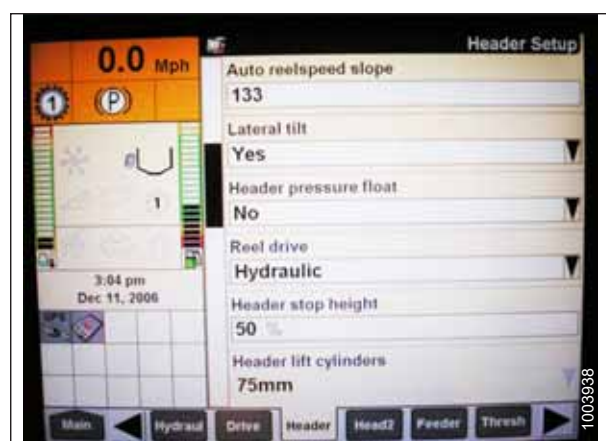 0.0 Mph
Header Setup
Auto reelspeed slope
133
1
(P)
Lateral tilt
Yes
Header pressure float
No
1
Reel drive
Hydraulic
3:04 pm
Dec 11, 2006
Header stop height
50 %
Header lift cylinders
75mm
Main
Hydraul
Drive
Header
Head2
Feeder
Thresh
1003938